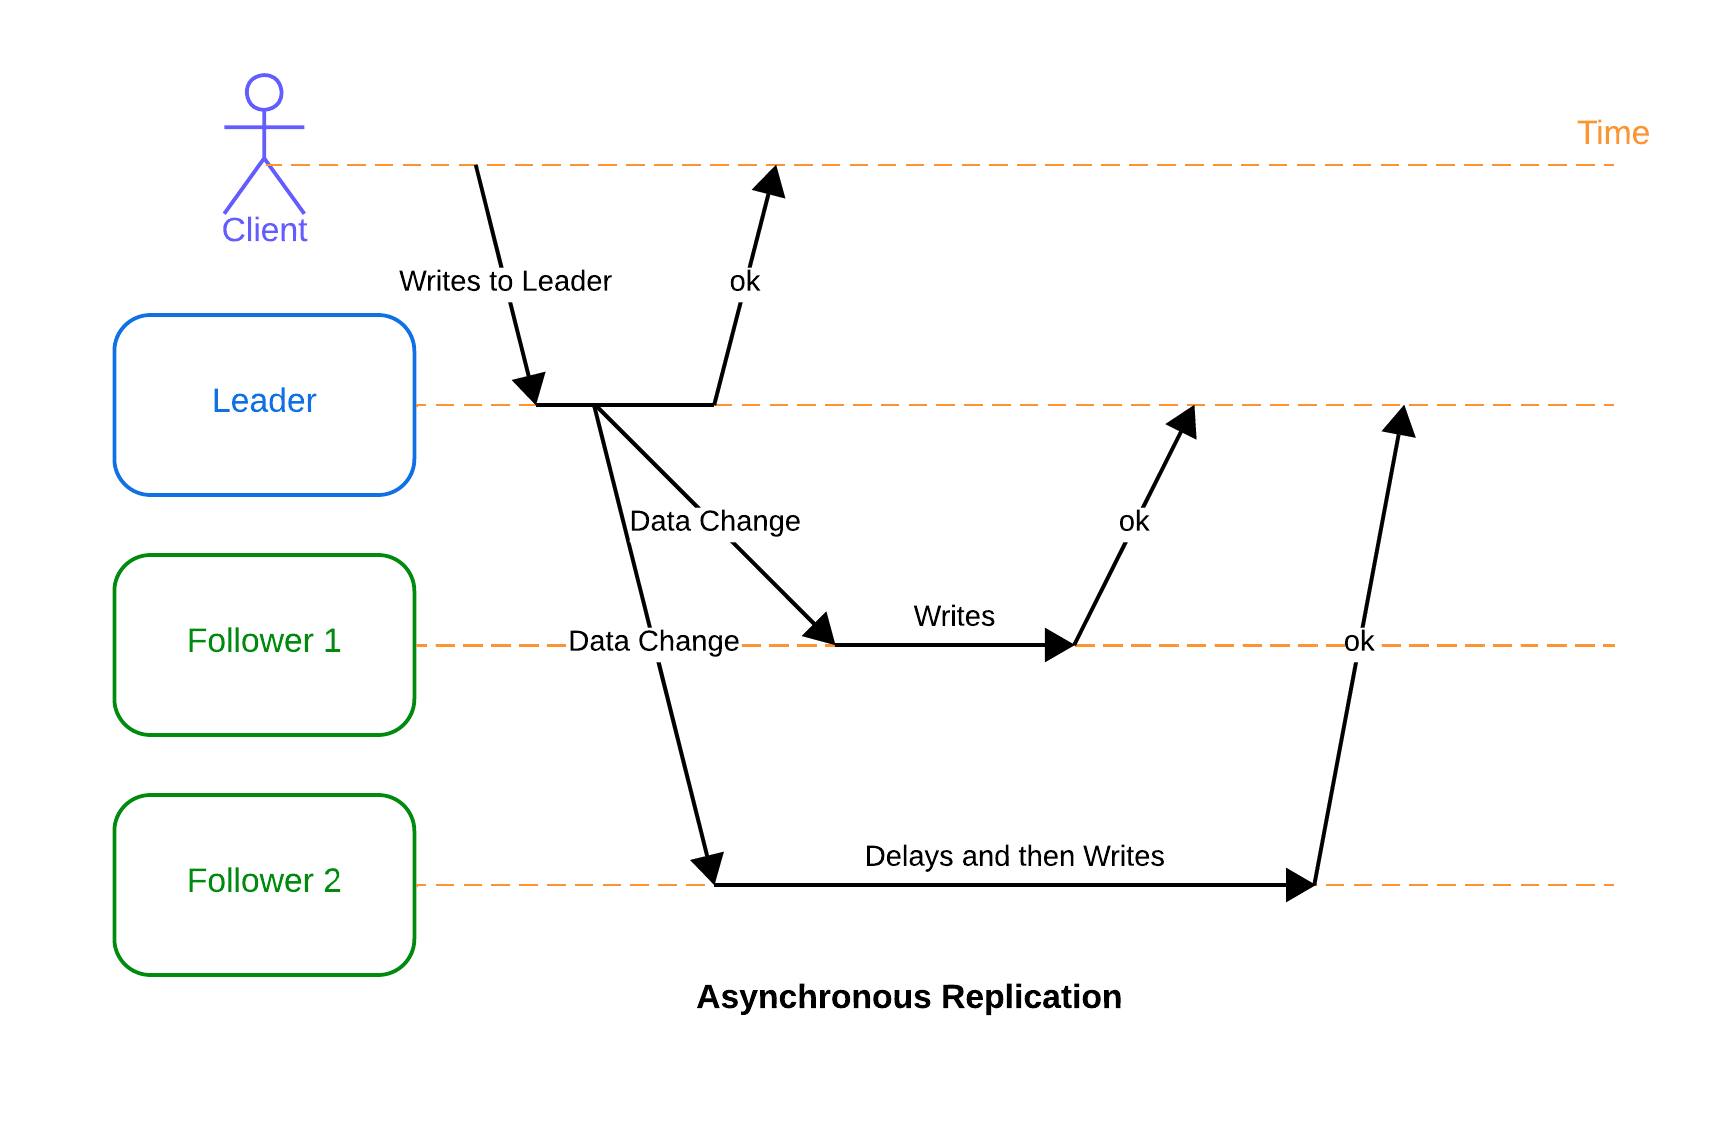 Time
Client
Writes to Leader
ok
Leader
Data Change
ok
Writes
Follower 1
Data Change
ok
Delays and then Writes
Follower 2
Asynchronous Replication